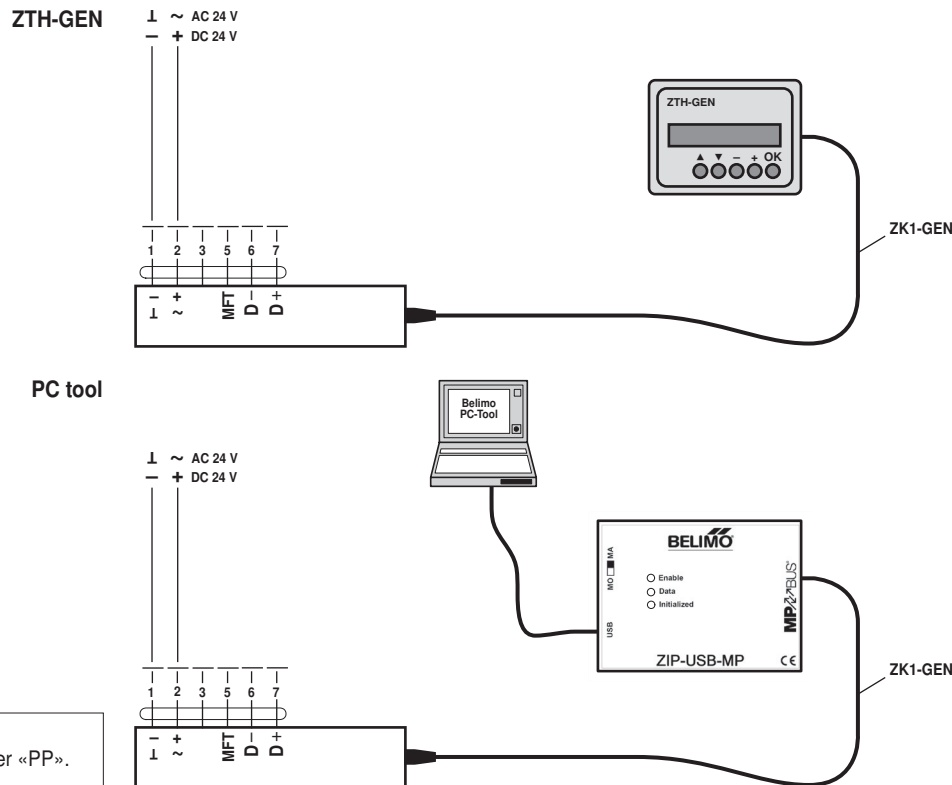 ZTH-GEN
⊥ ~ AC 24 V
− + DC 24 V
ZTH-GEN
▲ ▼ − + OK
ZK1-GEN
1 2 3 5 6 7
− + MFT D− D+
⊥ ~
PC tool
Belimo
PC-Tool
⊥ ~ AC 24 V
− + DC 24 V
BELIMO
MO MA
Enable
Data
Initialized
USB
MP BUS®
ZIP-USB-MP
CE
ZK1-GEN
1 2 3 5 6 7
− + MFT D− D+
⊥ ~
er «PP».